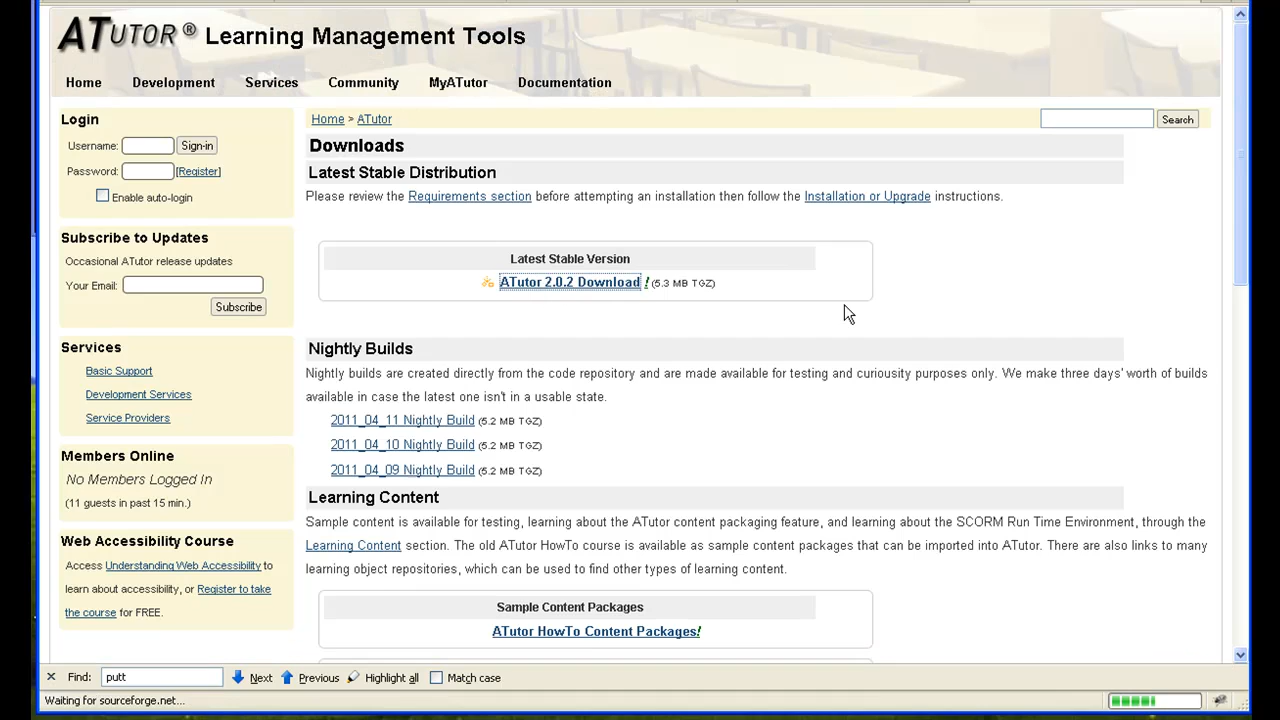 ATUTOR ® Learning Management Tools
Home Development Services Community MyATutor Documentation
Login
Username: Sign-in
Password: [Register]
Enable auto-login
Subscribe to Updates
Occasional ATutor release updates
Your Email:
Subscribe
Services
Basic Support
Development Services
Service Providers
Members Online
No Members Logged In
(11 guests in past 15 min.)
Web Accessibility Course
Access Understanding Web Accessibility to
learn about accessibility, or Register to take
the course for FREE.
Home > ATutor Search
Downloads
Latest Stable Distribution
Please review the Requirements section before attempting an installation then follow the Installation or Upgrade instructions.
Latest Stable Version
ATutor 2.0.2 Download ! (5.3 MB TGZ)
Nightly Builds
Nightly builds are created directly from the code repository and are made available for testing and curiousity purposes only. We make three days' worth of builds
available in case the latest one isn't in a usable state.
2011_04_11 Nightly Build (5.2 MB TGZ)
2011_04_10 Nightly Build (5.2 MB TGZ)
2011_04_09 Nightly Build (5.2 MB TGZ)
Learning Content
Sample content is available for testing, learning about the ATutor content packaging feature, and learning about the SCORM Run Time Environment, through the
Learning Content section. The old ATutor HowTo course is available as sample content packages that can be imported into ATutor. There are also links to many
learning object repositories, which can be used to find other types of learning content.
Sample Content Packages
ATutor HowTo Content Packages!
Find: putt Next Previous Highlight all Match case
Waiting for sourceforge.net...